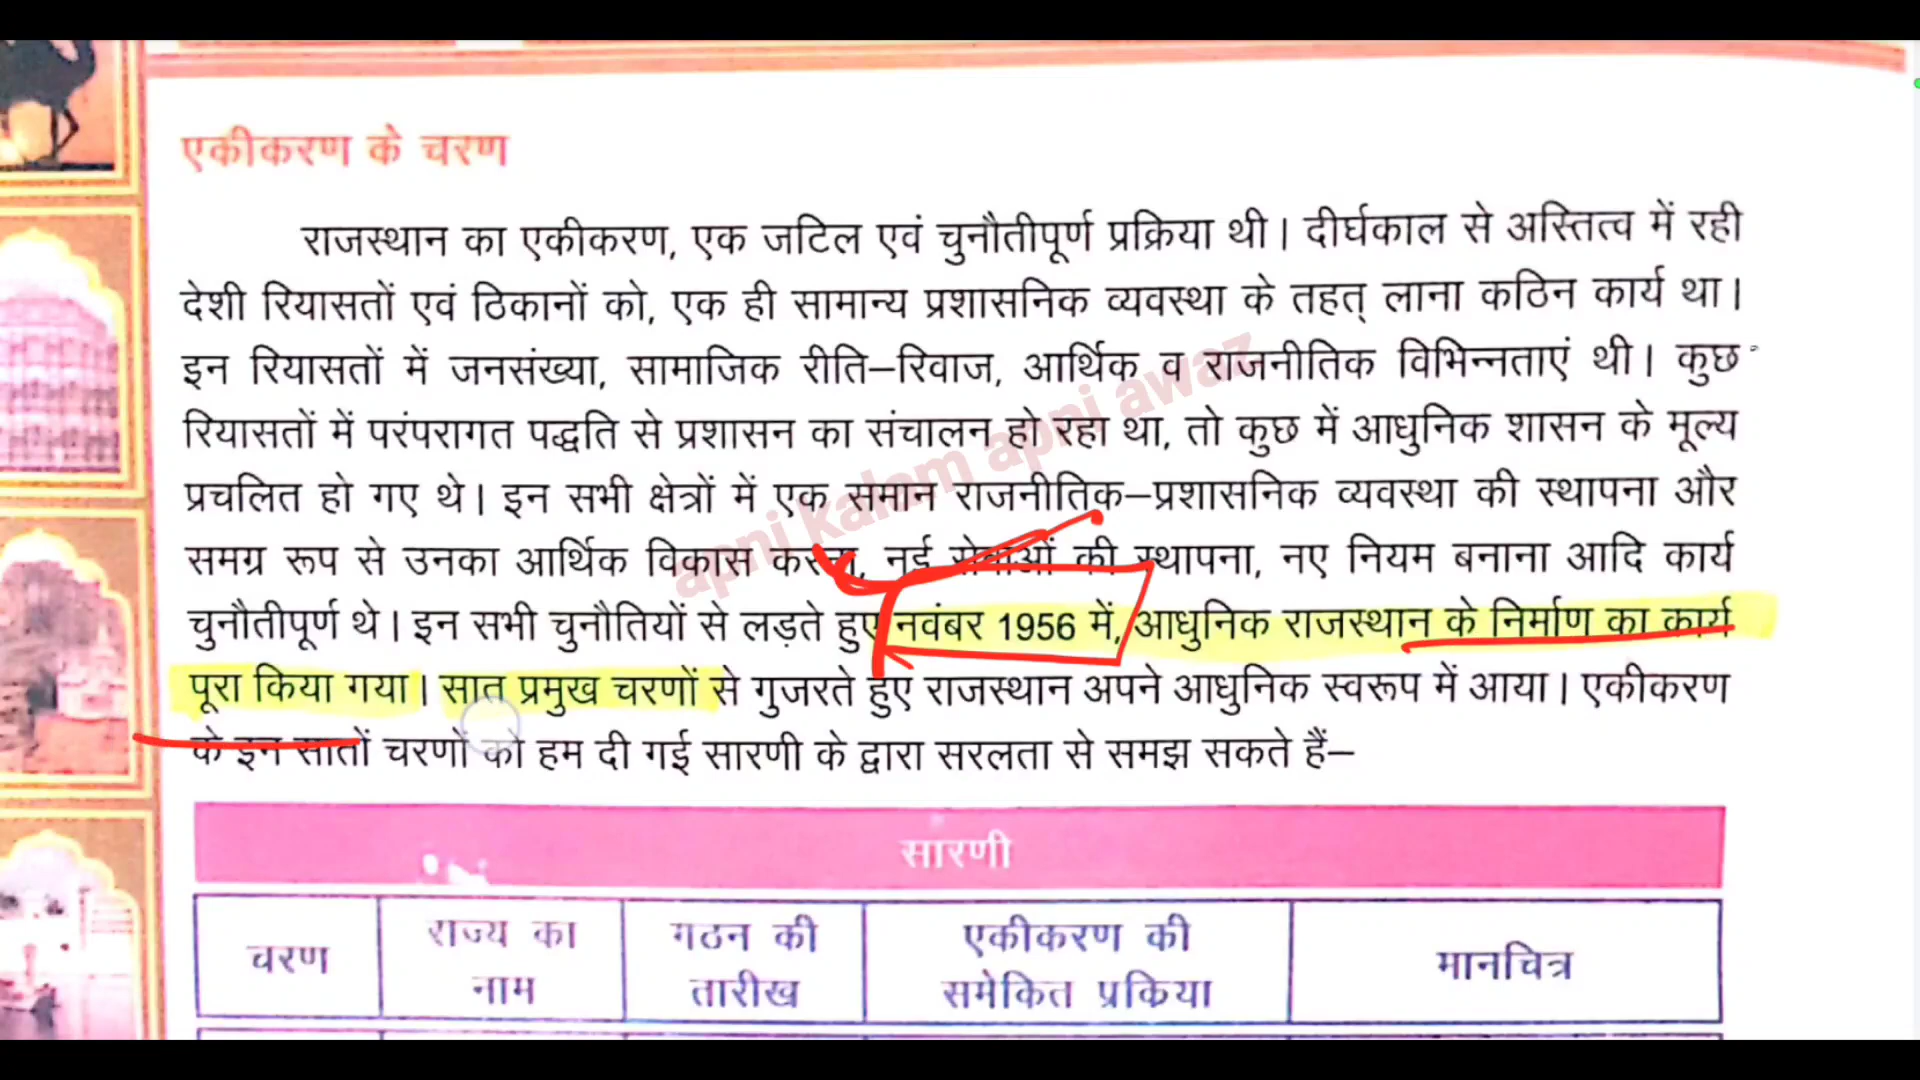 एकीकरण के चरण
राजस्थान का एकीकरण, एक जटिल एवं चुनौतीपूर्ण प्रक्रिया थी। दीर्घकाल से अस्तित्व में रही
देशी रियासतों एवं ठिकानों को, एक ही सामान्य प्रशासनिक व्यवस्था के तहत् लाना कठिन कार्य था।
इन रियासतों में जनसंख्या, सामाजिक रीति–रिवाज, आर्थिक व राजनीतिक विभिन्नताएं थी। कुछ
रियासतों में परंपरागत पद्धति से प्रशासन का संचालन हो रहा था, तो कुछ में आधुनिक शासन के मूल्य
प्रचलित हो गए थे। इन सभी क्षेत्रों में एक समान राजनीतिक–प्रशासनिक व्यवस्था की स्थापना और
apni kalam apni awaz
समग्र रूप से उनका आर्थिक विकास करना, नई सेवाओं की स्थापना, नए नियम बनाना आदि कार्य
चुनौतीपूर्ण थे। इन सभी चुनौतियों से लड़ते हुए नवंबर 1956 में, आधुनिक राजस्थान के निर्माण का कार्य
पूरा किया गया। सात प्रमुख चरणों से गुजरते हुए राजस्थान अपने आधुनिक स्वरूप में आया। एकीकरण
के इन सातों चरणों को हम दी गई सारणी के द्वारा सरलता से समझ सकते हैं–
सारणी
चरण
राज्य का
नाम
गठन की
तारीख
एकीकरण की
समेकित प्रकिया
मानचित्र